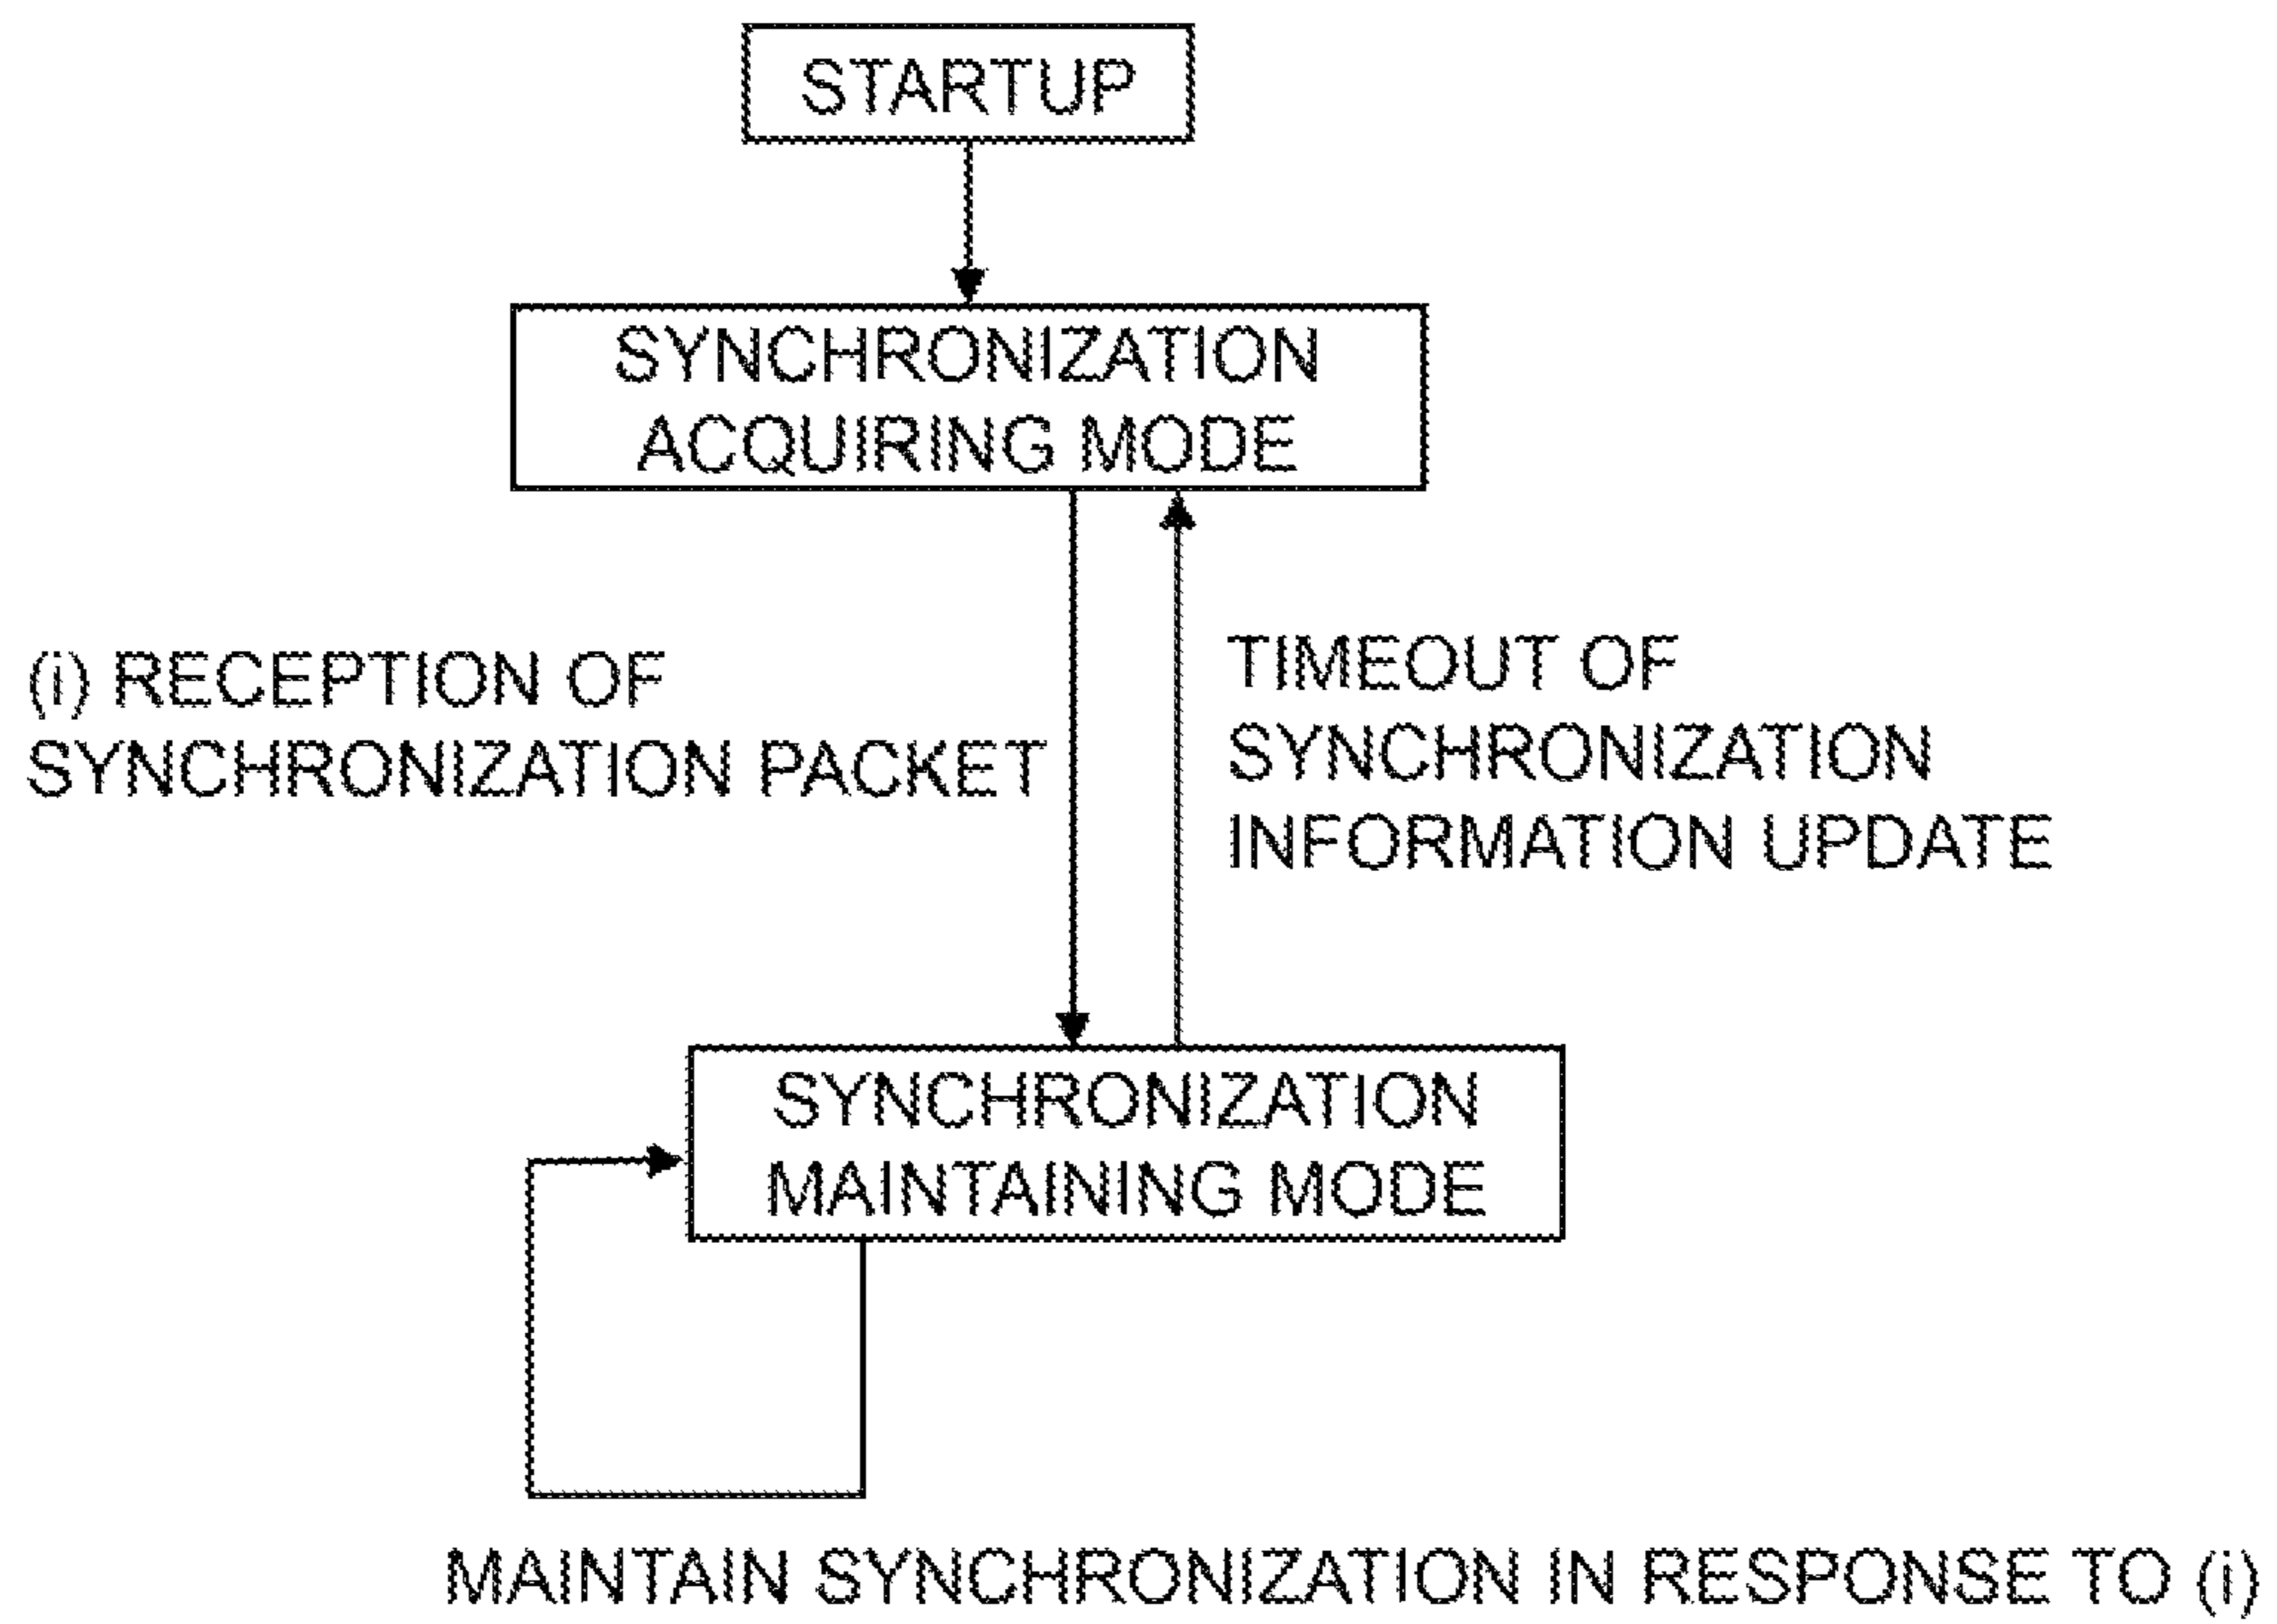 STARTUP
SYNCHRONIZATION
ACQUIRING MODE
(i) RECEPTION OF
SYNCHRONIZATION PACKET
TIMEOUT OF
SYNCHRONIZATION
INFORMATION UPDATE
SYNCHRONIZATION
MAINTAINING MODE
MAINTAIN SYNCHRONIZATION IN RESPONSE TO (i)